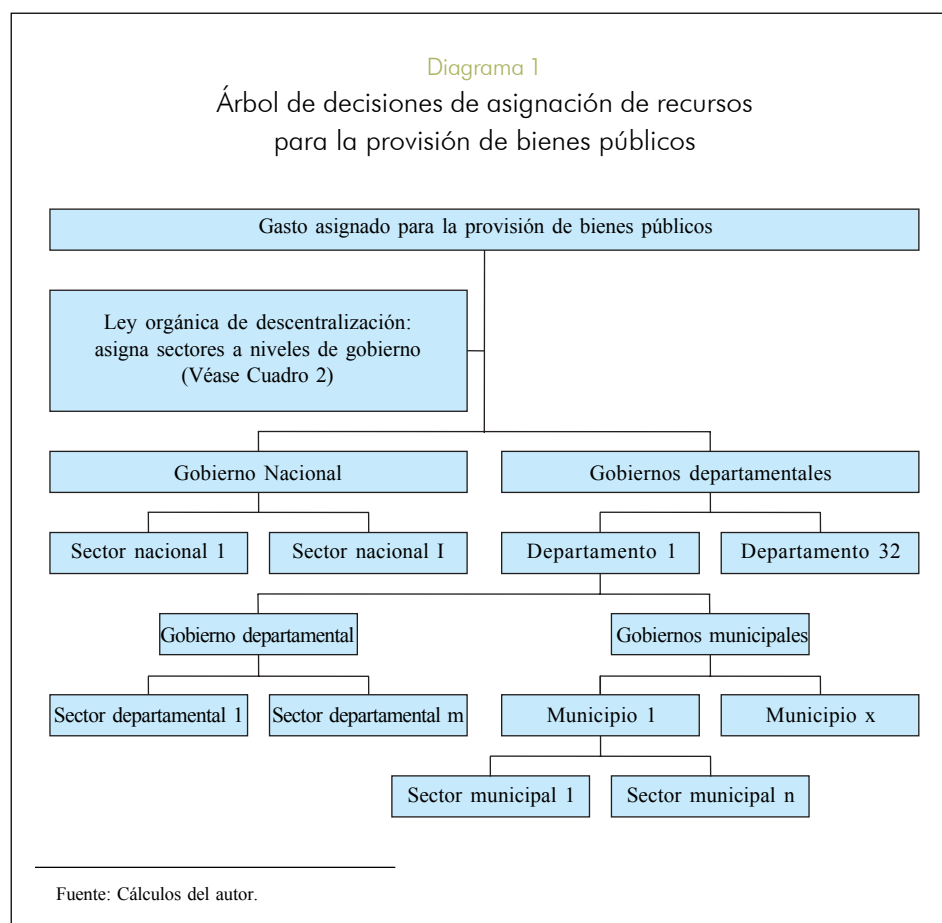 Diagrama 1
Árbol de decisiones de asignación de recursos
para la provisión de bienes públicos
Gasto asignado para la provisión de bienes públicos
Ley orgánica de descentralización:
asigna sectores a niveles de gobierno
(Véase Cuadro 2)
Gobierno Nacional
Gobiernos departamentales
Sector nacional 1
Sector nacional I
Departamento 1
Departamento 32
Gobierno departamental
Gobiernos municipales
Sector departamental 1
Sector departamental m
Municipio 1
Municipio x
Sector municipal 1
Sector municipal n
Fuente: Cálculos del autor.